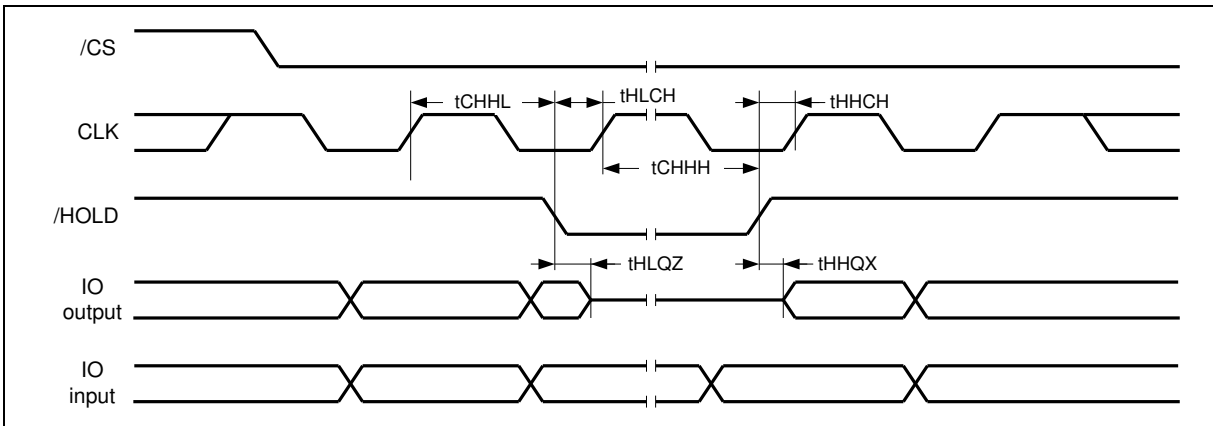 /CS
tCHHL
tHLCH
tHHCH
CLK
tCHHH
/HOLD
tHLQZ
tHHQX
IO
output
IO
input